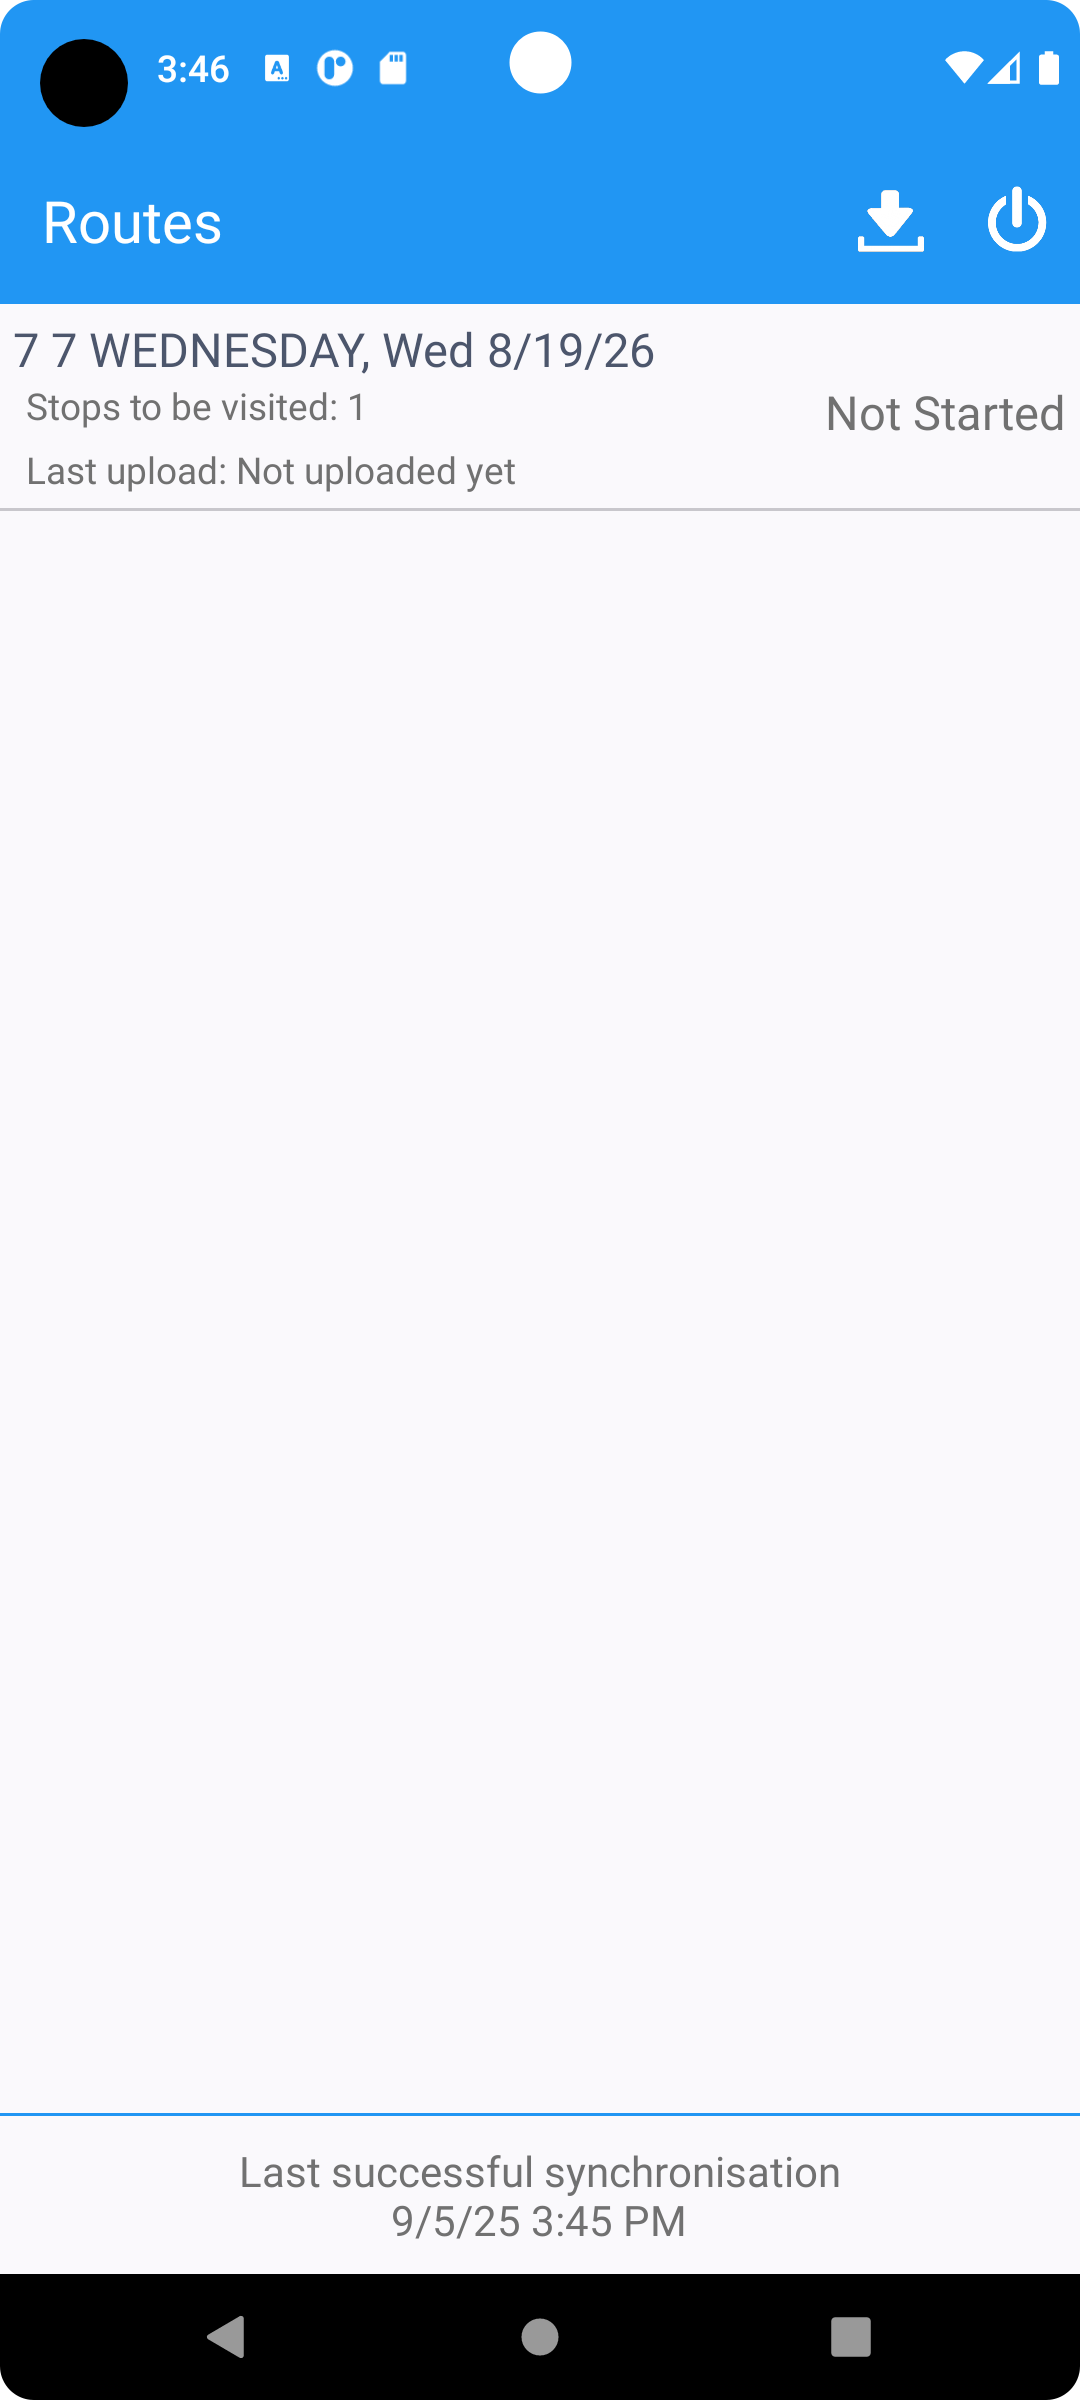 3:46
Routes
7 7 WEDNESDAY, Wed 8/19/26
Stops to be visited: 1
Not Started
Last upload: Not uploaded yet
Last successful synchronisation
9/5/25 3:45 PM